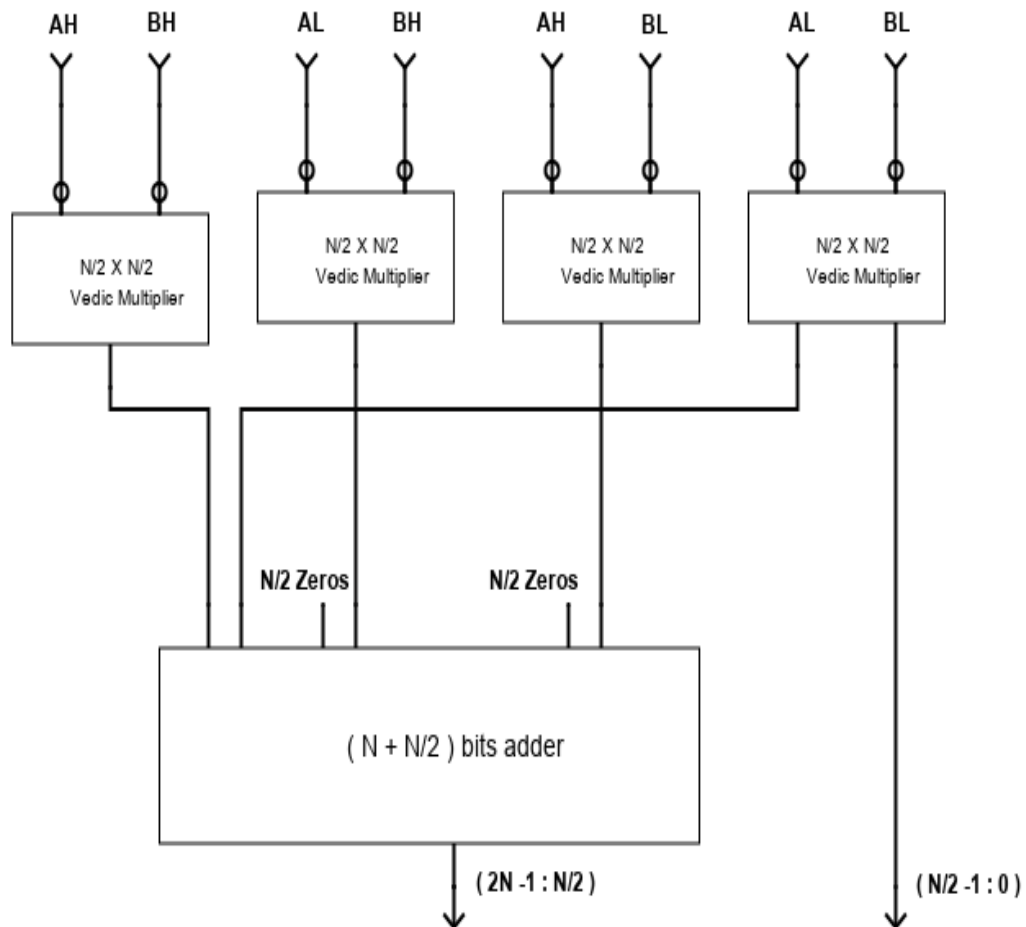 AH BH AL BH AH BL AL BL
N/2 X N/2
Vedic Multiplier
N/2 X N/2
Vedic Multiplier
N/2 X N/2
Vedic Multiplier
N/2 X N/2
Vedic Multiplier
N/2 Zeros
N/2 Zeros
( N + N/2 ) bits adder
( 2N -1 : N/2 )
( N/2 -1 : 0 )